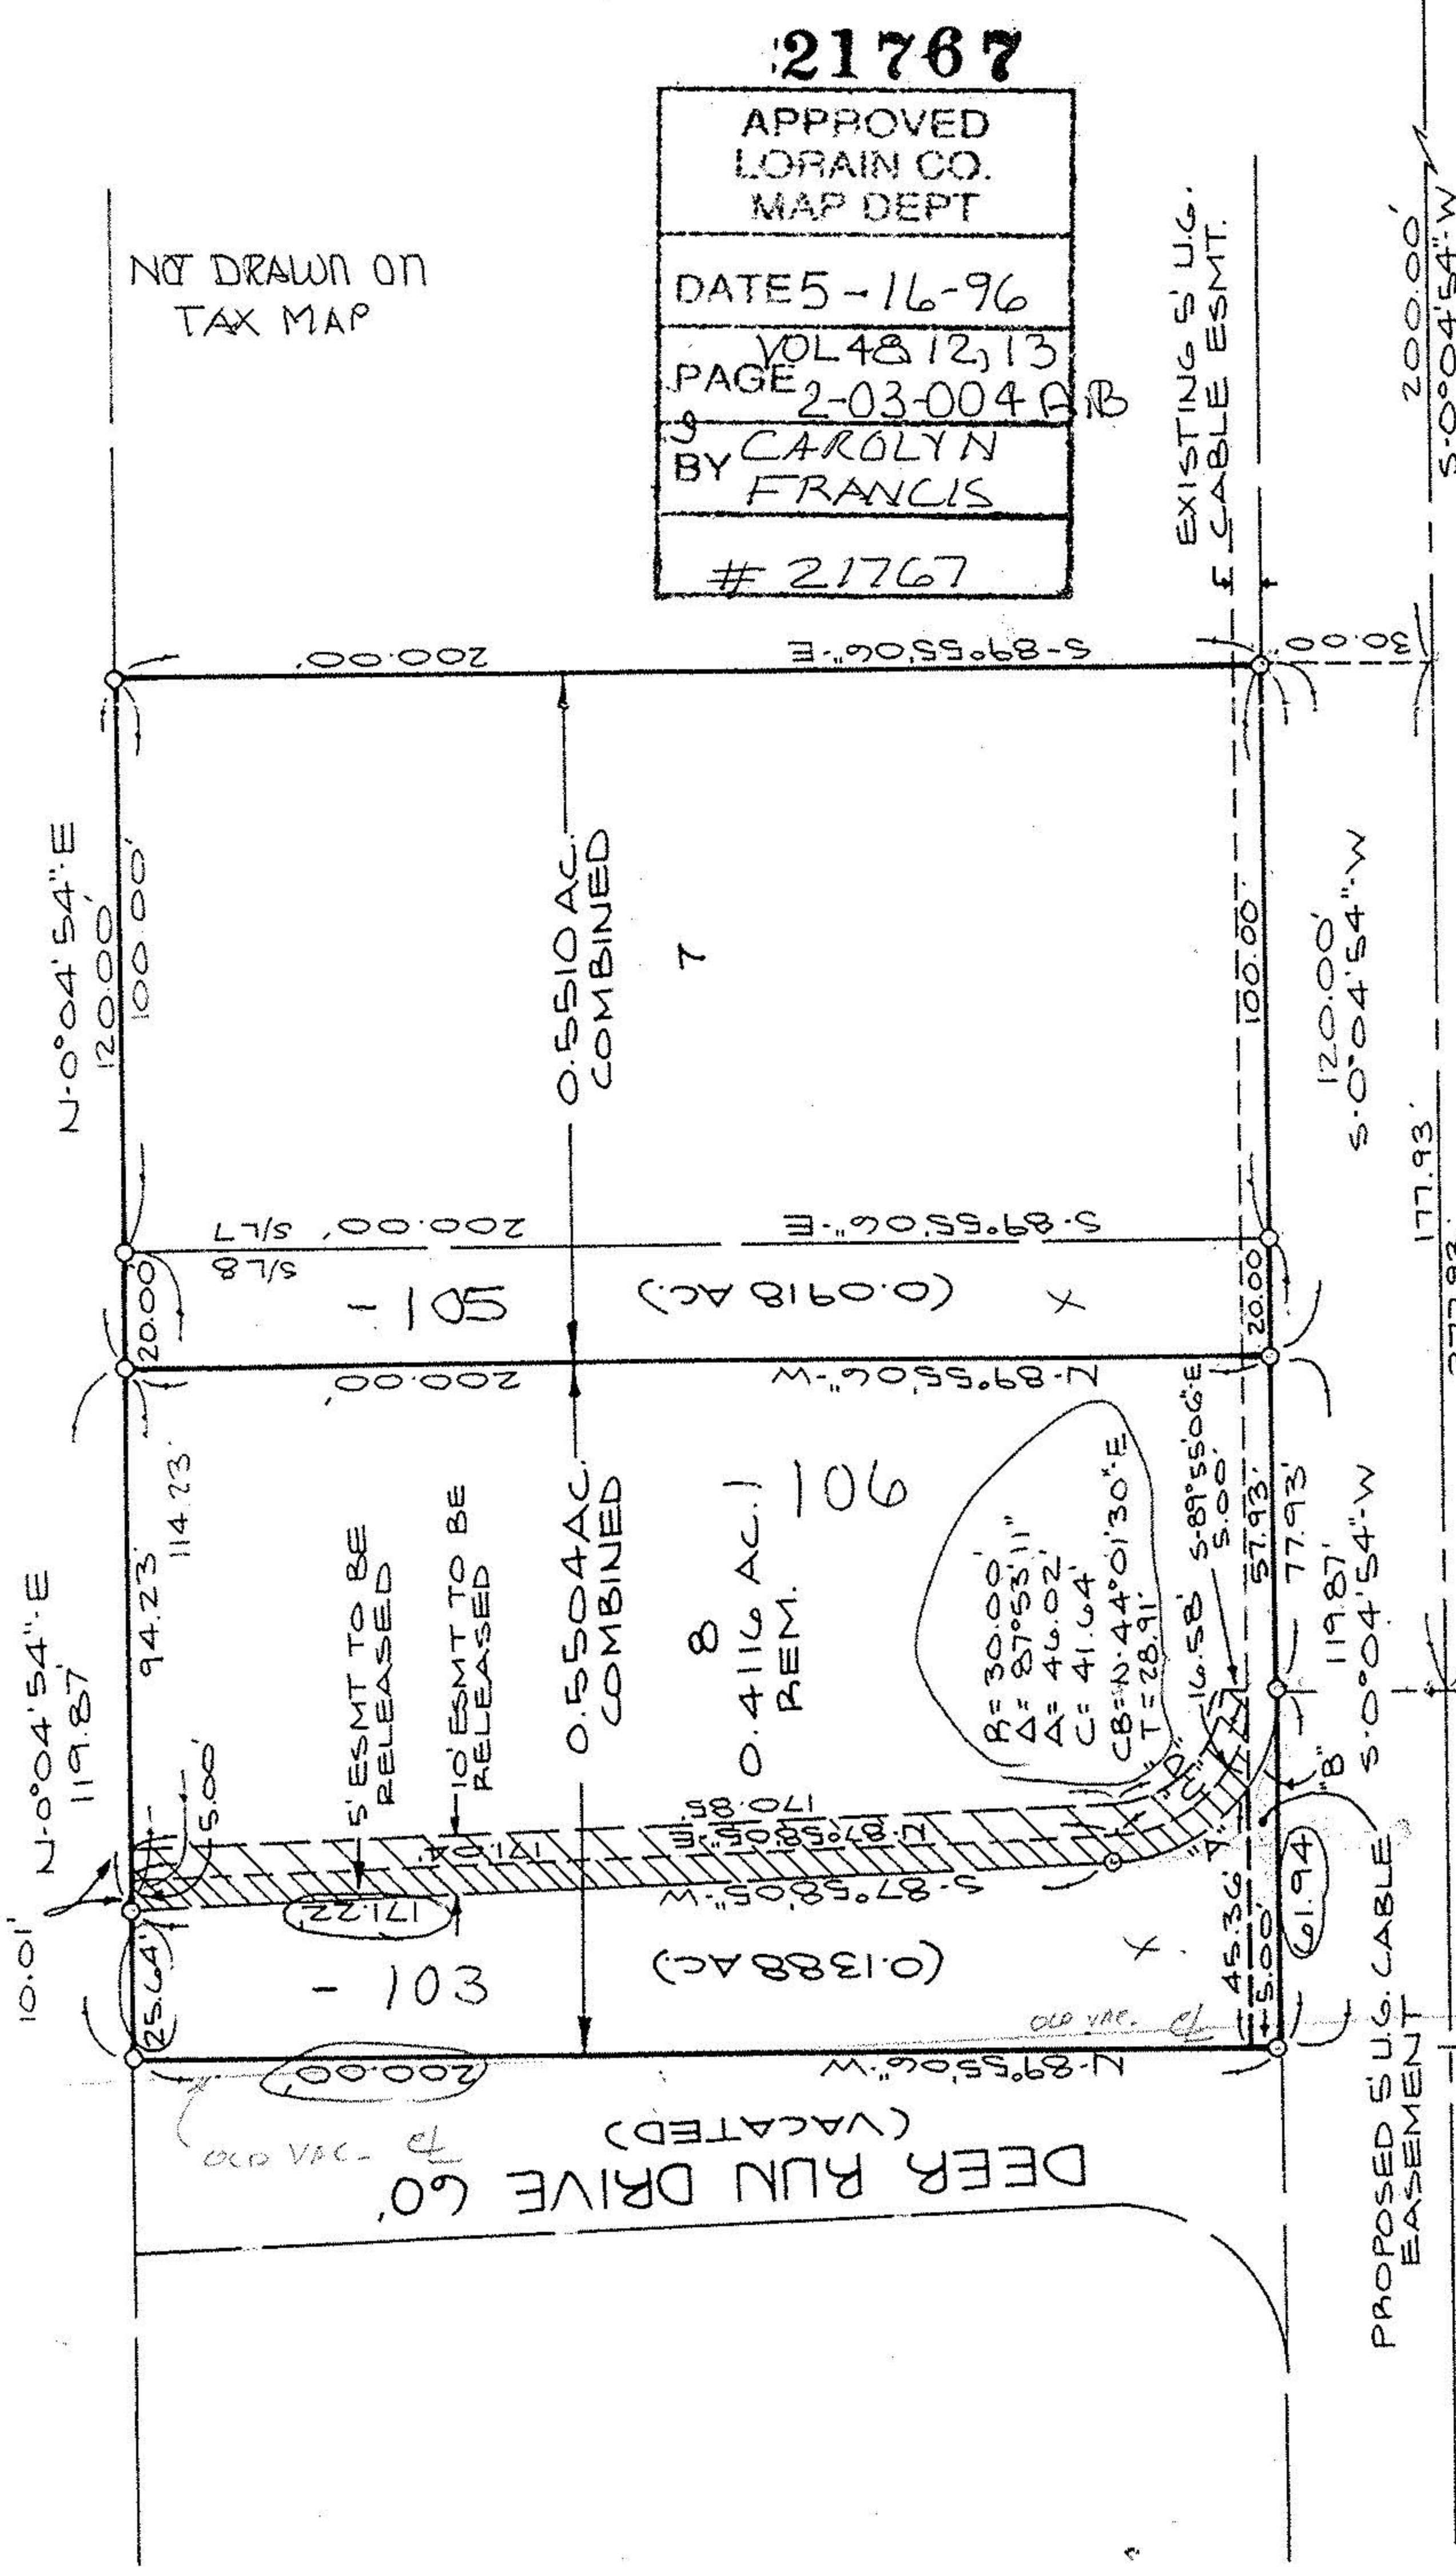 21767
APPROVED
LORAIN CO.
MAP DEPT
DATE 5-16-96
PAGE VOL 48 12, 13
2-03-004 A,B
BY CAROLYN
FRANCIS
# 21767
NOT DRAWN ON
TAX MAP
EXISTING 5' U.G.
CABLE ESMT.
200.00'
S-0°04'54"-W
30.00'
200.00'
S-89°55'06"-E
N-0°04'54"-E
120.00'
100.00'
0.5510 AC.
COMBINED
7
100.00'
120.00'
S-0°04'54"-W
177.93'
S/L 7
S/L 8
200.00'
S-89°55'06"-E
20.00'
- 105
(0.0918 AC.)
X
20.00'
200.00'
N-89°55'06"-W
N-0°04'54"-E
119.87'
94.23'
114.23'
5' ESMT TO BE
RELEASED
10' ESMT TO BE
RELEASED
0.5504 AC.
COMBINED
8
0.4116 AC.)
REM.
106
R= 30.00'
Δ= 87°53'11"
A= 46.02'
C= 41.64'
CB=N-44°01'30"-E
T=28.91'
S-89°55'06"-E
5.00'
16.58'
57.93'
77.93'
119.87'
S-0°04'54"-W
10.01'
5.00'
171.04'
170.85'
N-87°58'05"-E
S-87°58'05"-W
171.22'
"A"
"B"
"C"
"D"
25.64'
- 103
(0.1388 AC.)
X
45.36'
5.00'
61.94
OLD VAC. CL
200.00'
N-89°55'06"-W
OLD VAC. CL
DEER RUN DRIVE 60'
(VACATED)
PROPOSED 5' U.G. CABLE
EASEMENT